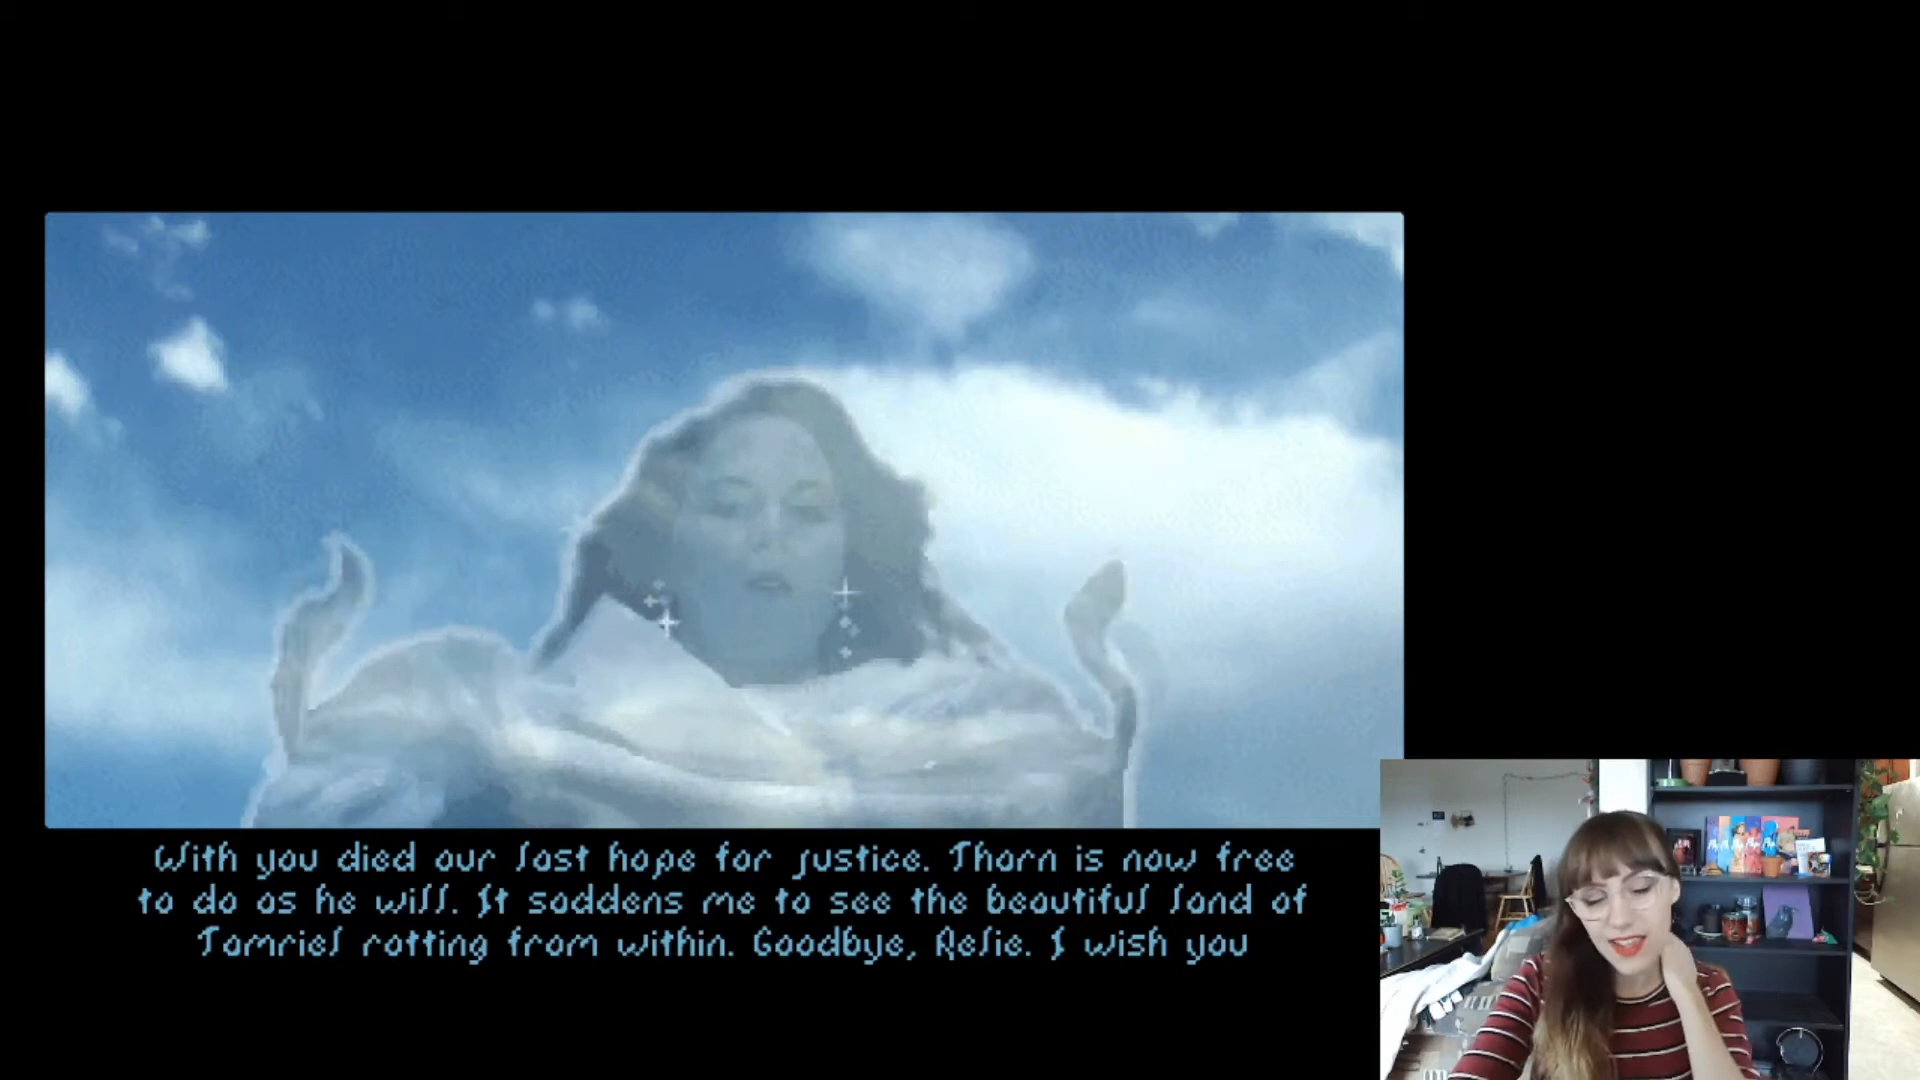 With you died our last hope for justice. Tharn is now free
to do as he will. It saddens me to see the beautiful land of
Tamriel rotting from within. Goodbye, Aelie. I wish you